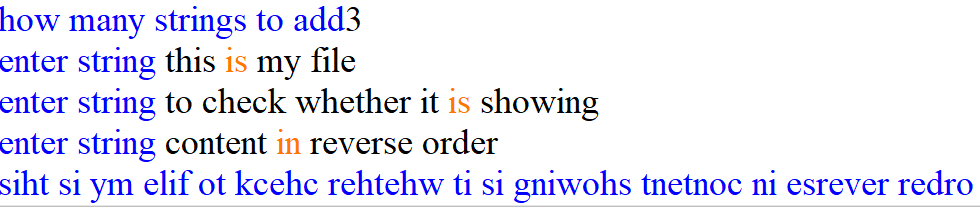 how many strings to add3
enter string this is my file
enter string to check whether it is showing
enter string content in reverse order
siht si ym elif ot kcehc rehtehw ti si gniwohs tnetnoc ni esrever redro